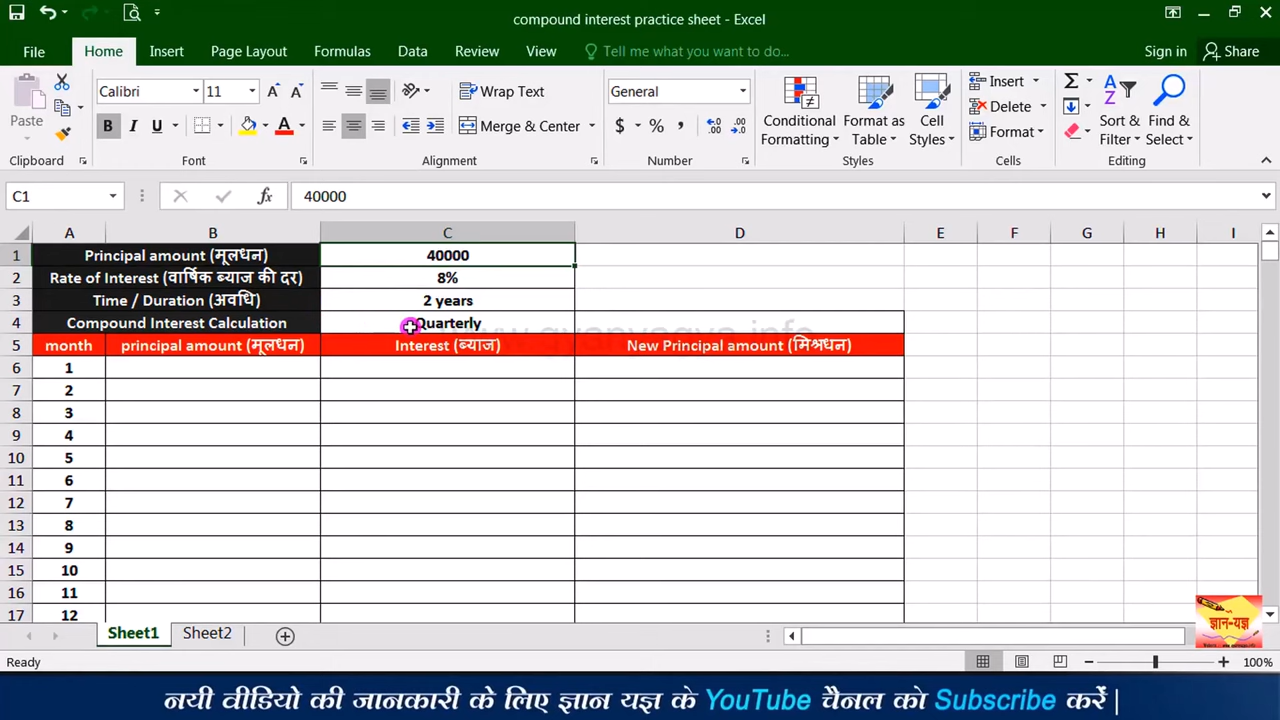 compound interest practice sheet - Excel
File Home Insert Page Layout Formulas Data Review View Tell me what you want to do... Sign in Share
Calibri 11 Wrap Text General Insert
Paste B I U A Merge & Center $ % , Conditional Formatting Format as Table Cell Styles Delete Format Sort & Filter Find & Select
Clipboard Font Alignment Number Styles Cells Editing
C1 fx 40000
A B C D E F G H I
1 Principal amount (मूलधन) 40000
2 Rate of Interest (वार्षिक ब्याज की दर) 8%
3 Time / Duration (अवधि) 2 years
4 Compound Interest Calculation Quarterly
www.gyanyagya.info
5 month principal amount (मूलधन) Interest (ब्याज) New Principal amount (मिश्रधन)
6 1
7 2
8 3
9 4
10 5
11 6
12 7
13 8
14 9
15 10
16 11
17 12
ज्ञान-यज्ञ
Sheet1 Sheet2
Ready 100%
नयी वीडियो की जानकारी के लिए ज्ञान यज्ञ के YouTube चैनल को Subscribe करें |